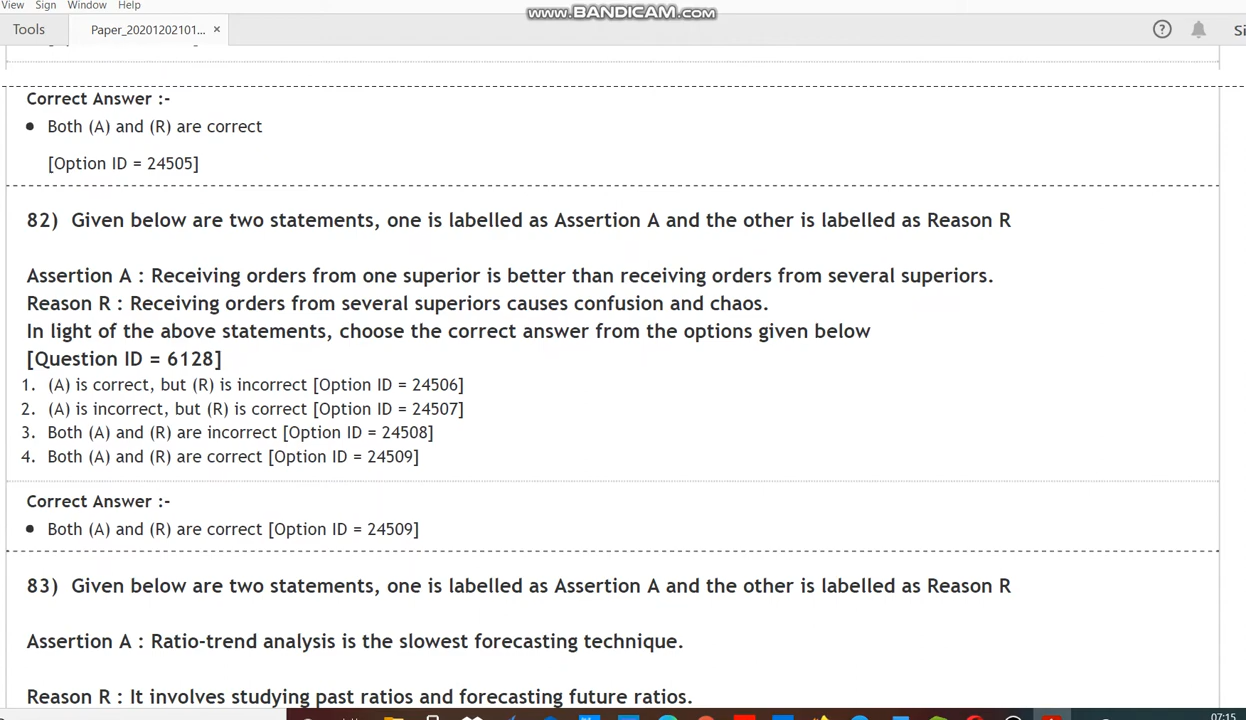 View Sign Window Help
www.BANDICAM.com
Tools Paper_20201202101... ×
?
Correct Answer :-
• Both (A) and (R) are correct
[Option ID = 24505]
82) Given below are two statements, one is labelled as Assertion A and the other is labelled as Reason R
Assertion A : Receiving orders from one superior is better than receiving orders from several superiors.
Reason R : Receiving orders from several superiors causes confusion and chaos.
In light of the above statements, choose the correct answer from the options given below
[Question ID = 6128]
1. (A) is correct, but (R) is incorrect [Option ID = 24506]
2. (A) is incorrect, but (R) is correct [Option ID = 24507]
3. Both (A) and (R) are incorrect [Option ID = 24508]
4. Both (A) and (R) are correct [Option ID = 24509]
Correct Answer :-
• Both (A) and (R) are correct [Option ID = 24509]
83) Given below are two statements, one is labelled as Assertion A and the other is labelled as Reason R
Assertion A : Ratio-trend analysis is the slowest forecasting technique.
Reason R : It involves studying past ratios and forecasting future ratios.
07:15